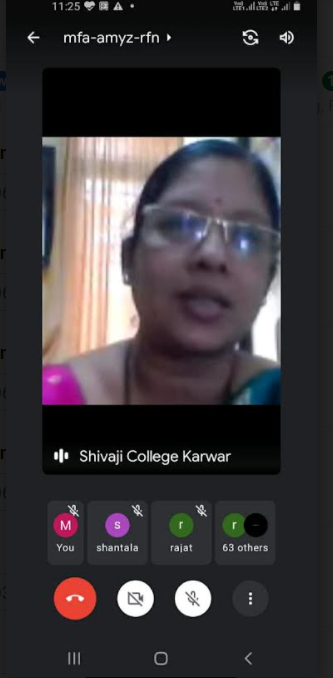 11:25
mfa-amyz-rfn
Shivaji College Karwar
M
You
s
shantala
r
rajat
r
63 others